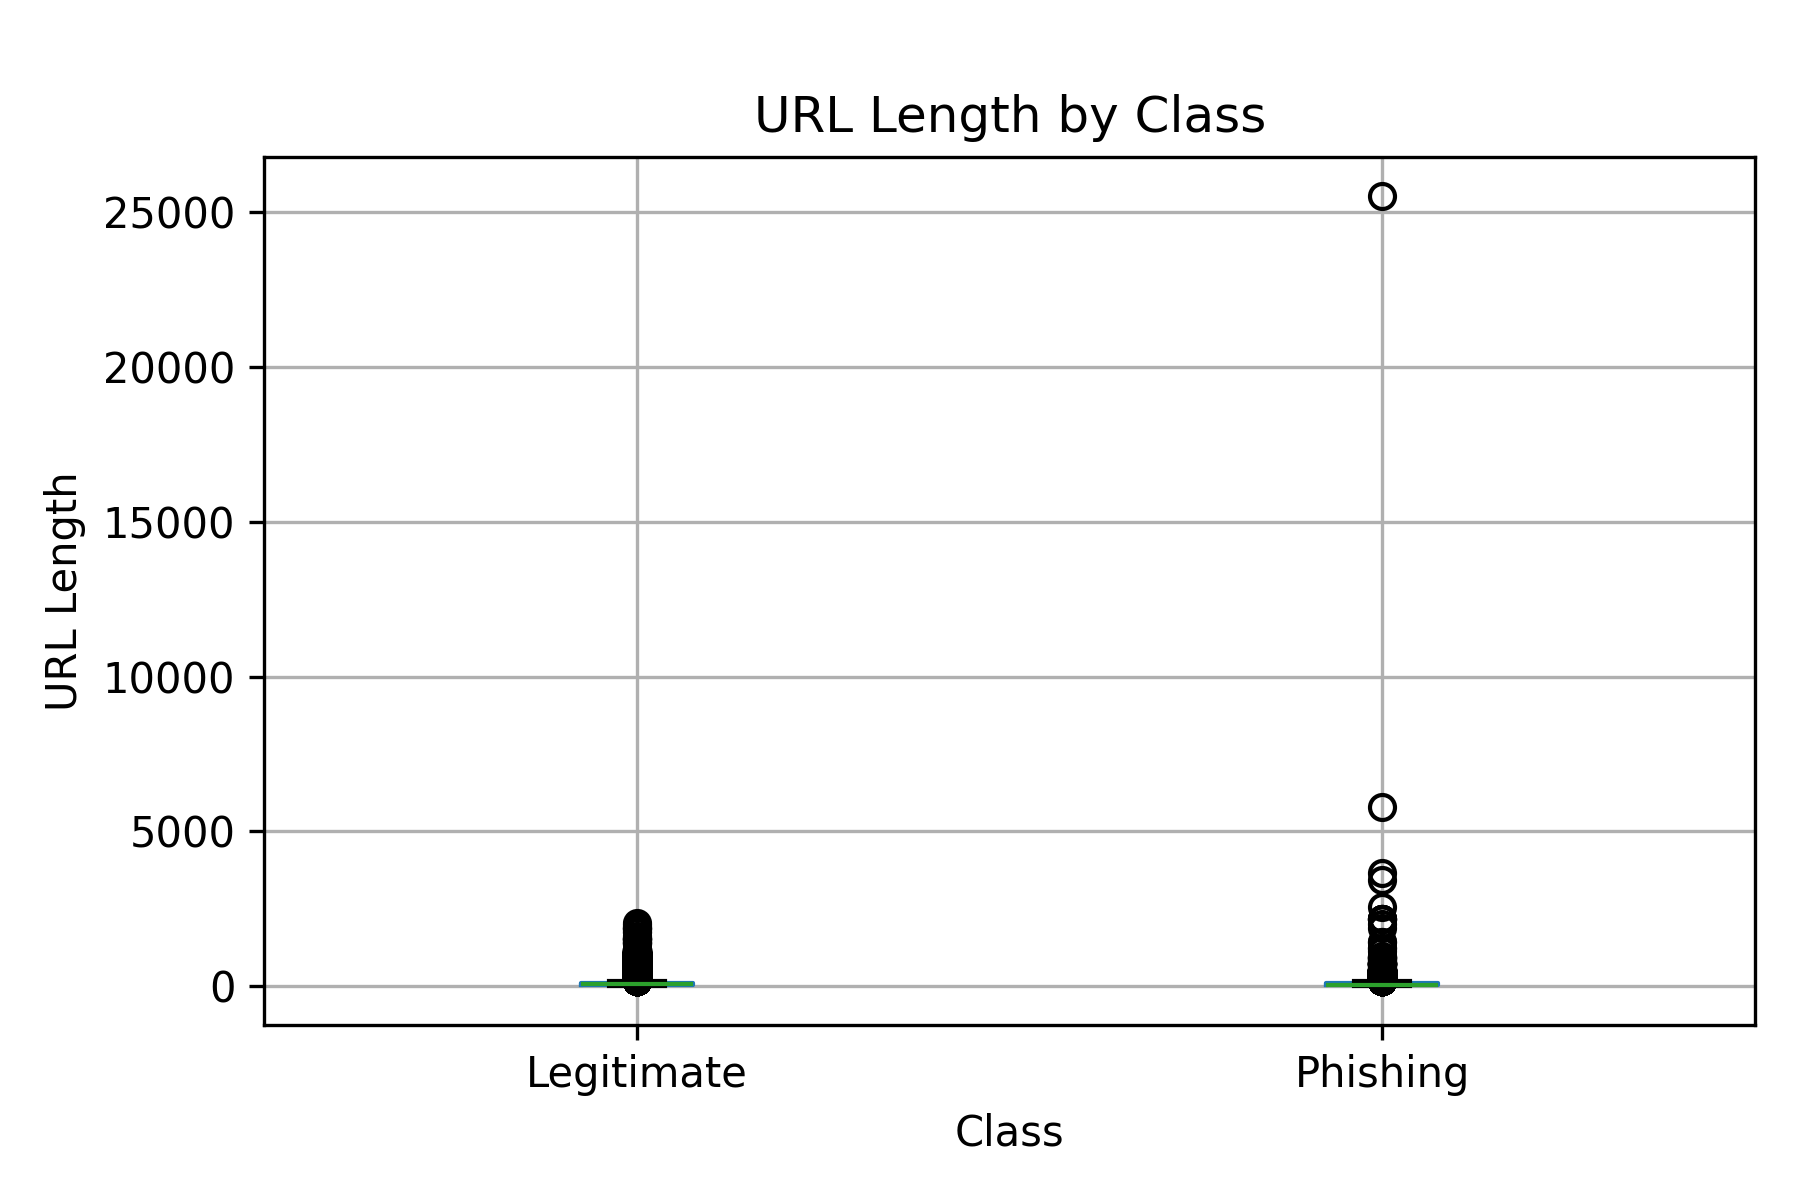 URL Length by Class
25000
20000
15000
10000
5000
0
URL Length
Legitimate
Phishing
Class